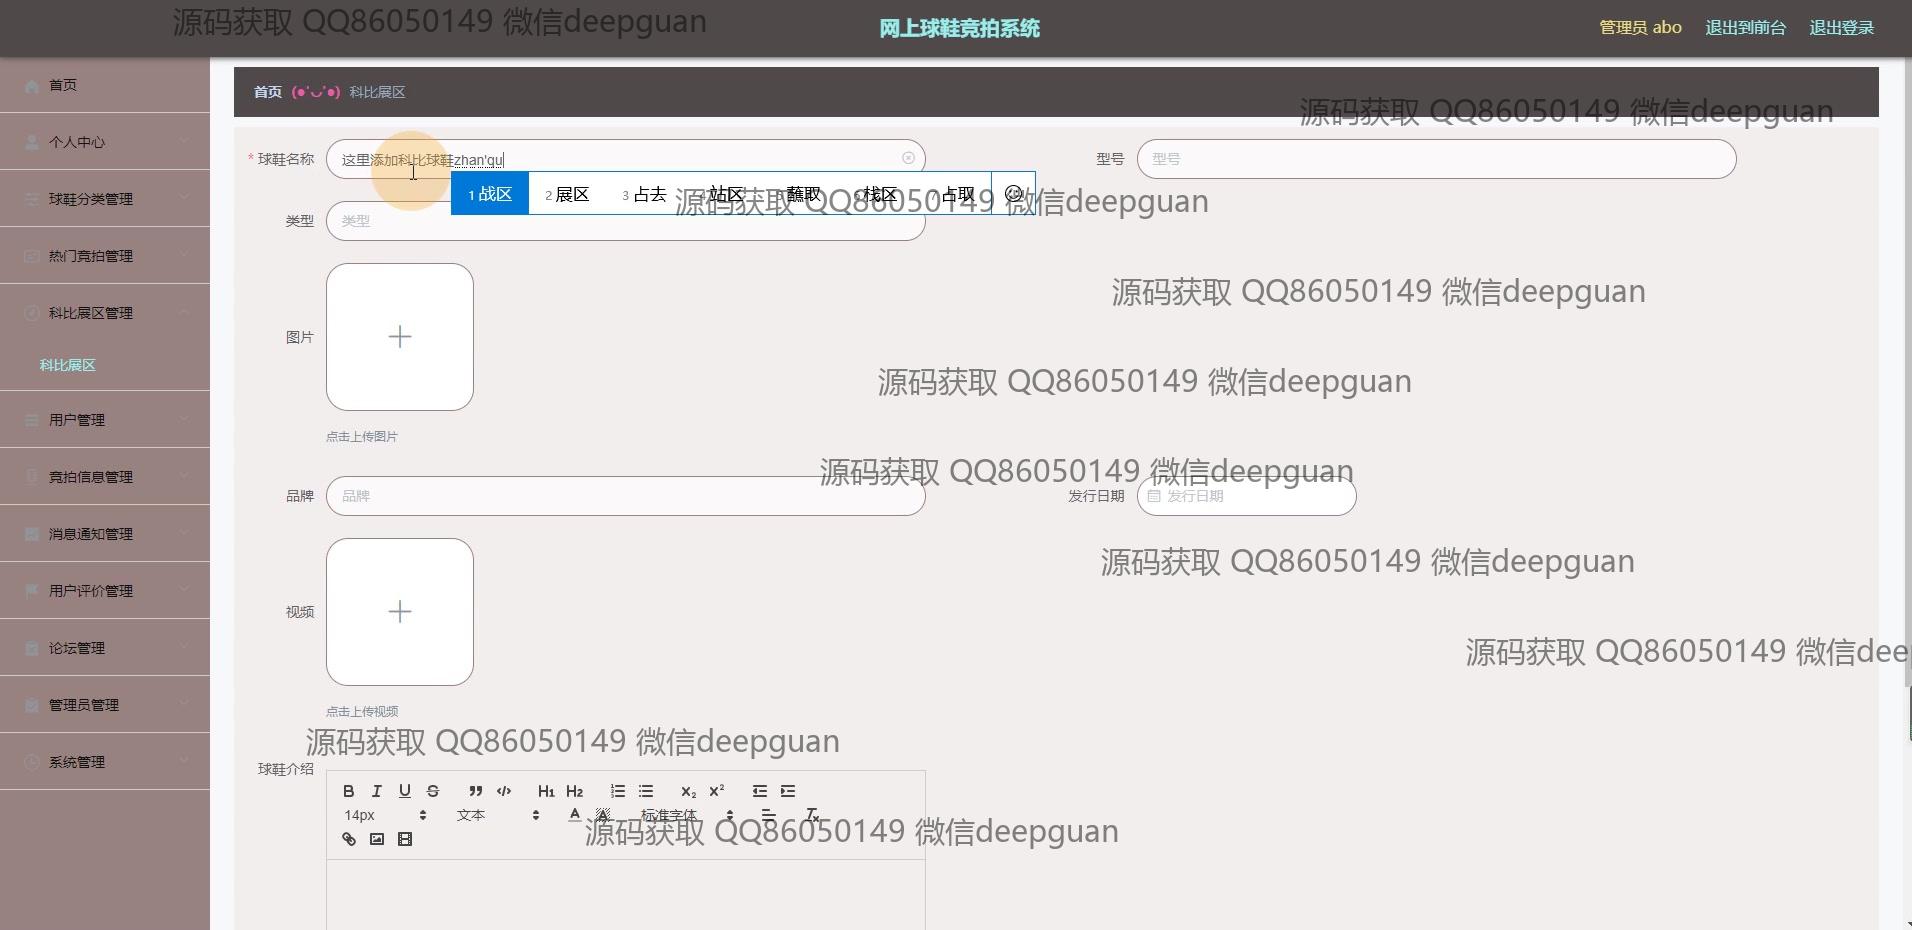 源码获取 QQ86050149 微信deepguan
网上球鞋竞拍系统
管理员 abo 退出到前台 退出登录
首页
个人中心
球鞋分类管理
热门竞拍管理
科比展区管理
科比展区
用户管理
竞拍信息管理
消息通知管理
用户评价管理
论坛管理
管理员管理
系统管理
首页 (●'◡'●) 科比展区
源码获取 QQ86050149 微信deepguan
* 球鞋名称 这里添加科比球鞋zhan'qu
型号 型号
1 战区 2 展区 3 占去 4 站区 5 蘸取 6 栈区 7 占取
源码获取 QQ86050149 微信deepguan
类型 类型
源码获取 QQ86050149 微信deepguan
图片
源码获取 QQ86050149 微信deepguan
点击上传图片
源码获取 QQ86050149 微信deepguan
品牌 品牌
发行日期 发行日期
源码获取 QQ86050149 微信deepguan
视频
源码获取 QQ86050149 微信dee
点击上传视频
源码获取 QQ86050149 微信deepguan
球鞋介绍
B I U S H1 H2 x₂ x²
14px 文本 A A 标准字体 Tx
源码获取 QQ86050149 微信deepguan